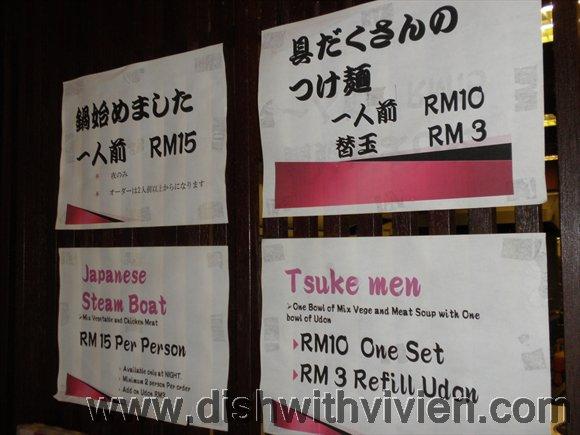 鍋始めました
一人前 RM15
* 夜のみ
* オーダーは2人前以上からになります
具だくさんの
つけ麺
一人前 RM10
替玉 RM 3
Japanese
Steam Boat
➢Mix Vegetable and Chicken Meat
RM 15 Per Person
• Available only at NIGHT
• Minimum 2 person Per order
• Add on Udon RM3
Tsuke men
➢One Bowl of Mix Vege and Meat Soup with One
bowl of Udon
▸RM10 One Set
▸RM 3 Refill Udon
www.dishwithvivien.com